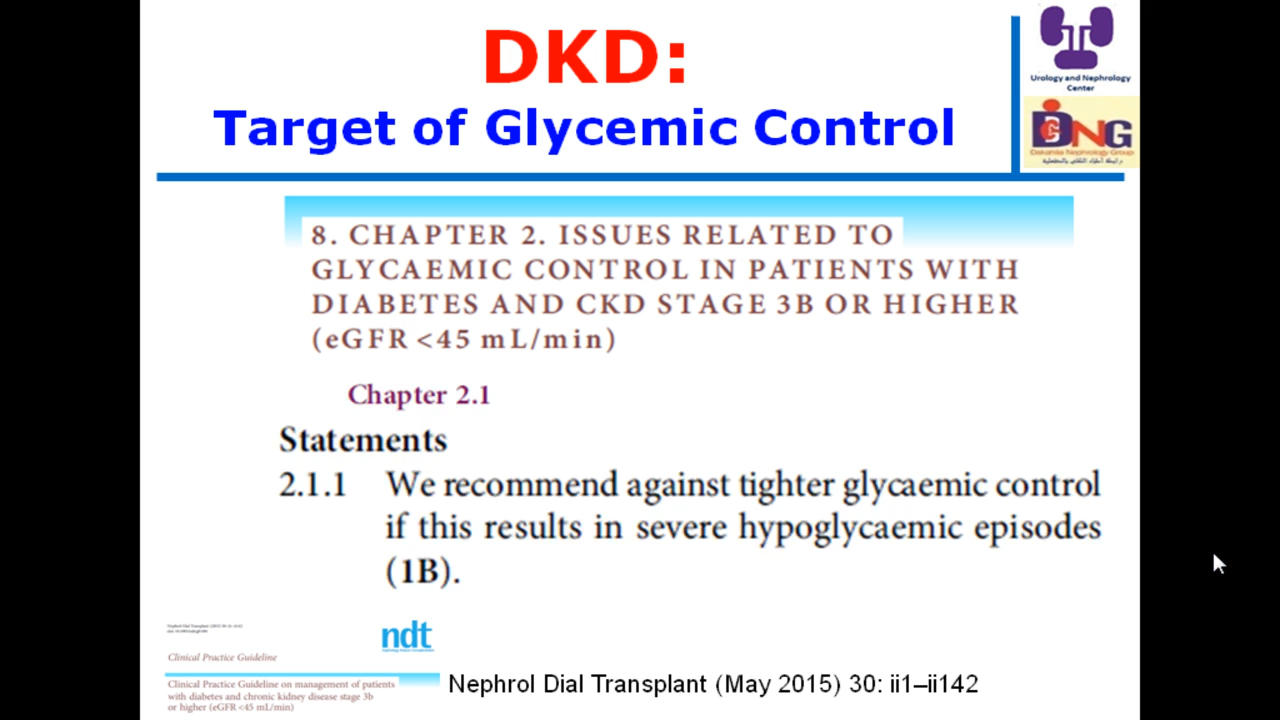 DKD:
Target of Glycemic Control
Urology and Nephrology
Center
DNG
Dakahlia Nephrology Group
8. CHAPTER 2. ISSUES RELATED TO
GLYCAEMIC CONTROL IN PATIENTS WITH
DIABETES AND CKD STAGE 3B OR HIGHER
(eGFR <45 mL/min)
Chapter 2.1
Statements
2.1.1 We recommend against tighter glycaemic control
if this results in severe hypoglycaemic episodes
(1B).
ndt
Clinical Practice Guideline
Clinical Practice Guideline on management of patients
with diabetes and chronic kidney disease stage 3b
or higher (eGFR <45 mL/min)
Nephrol Dial Transplant (May 2015) 30: ii1–ii142